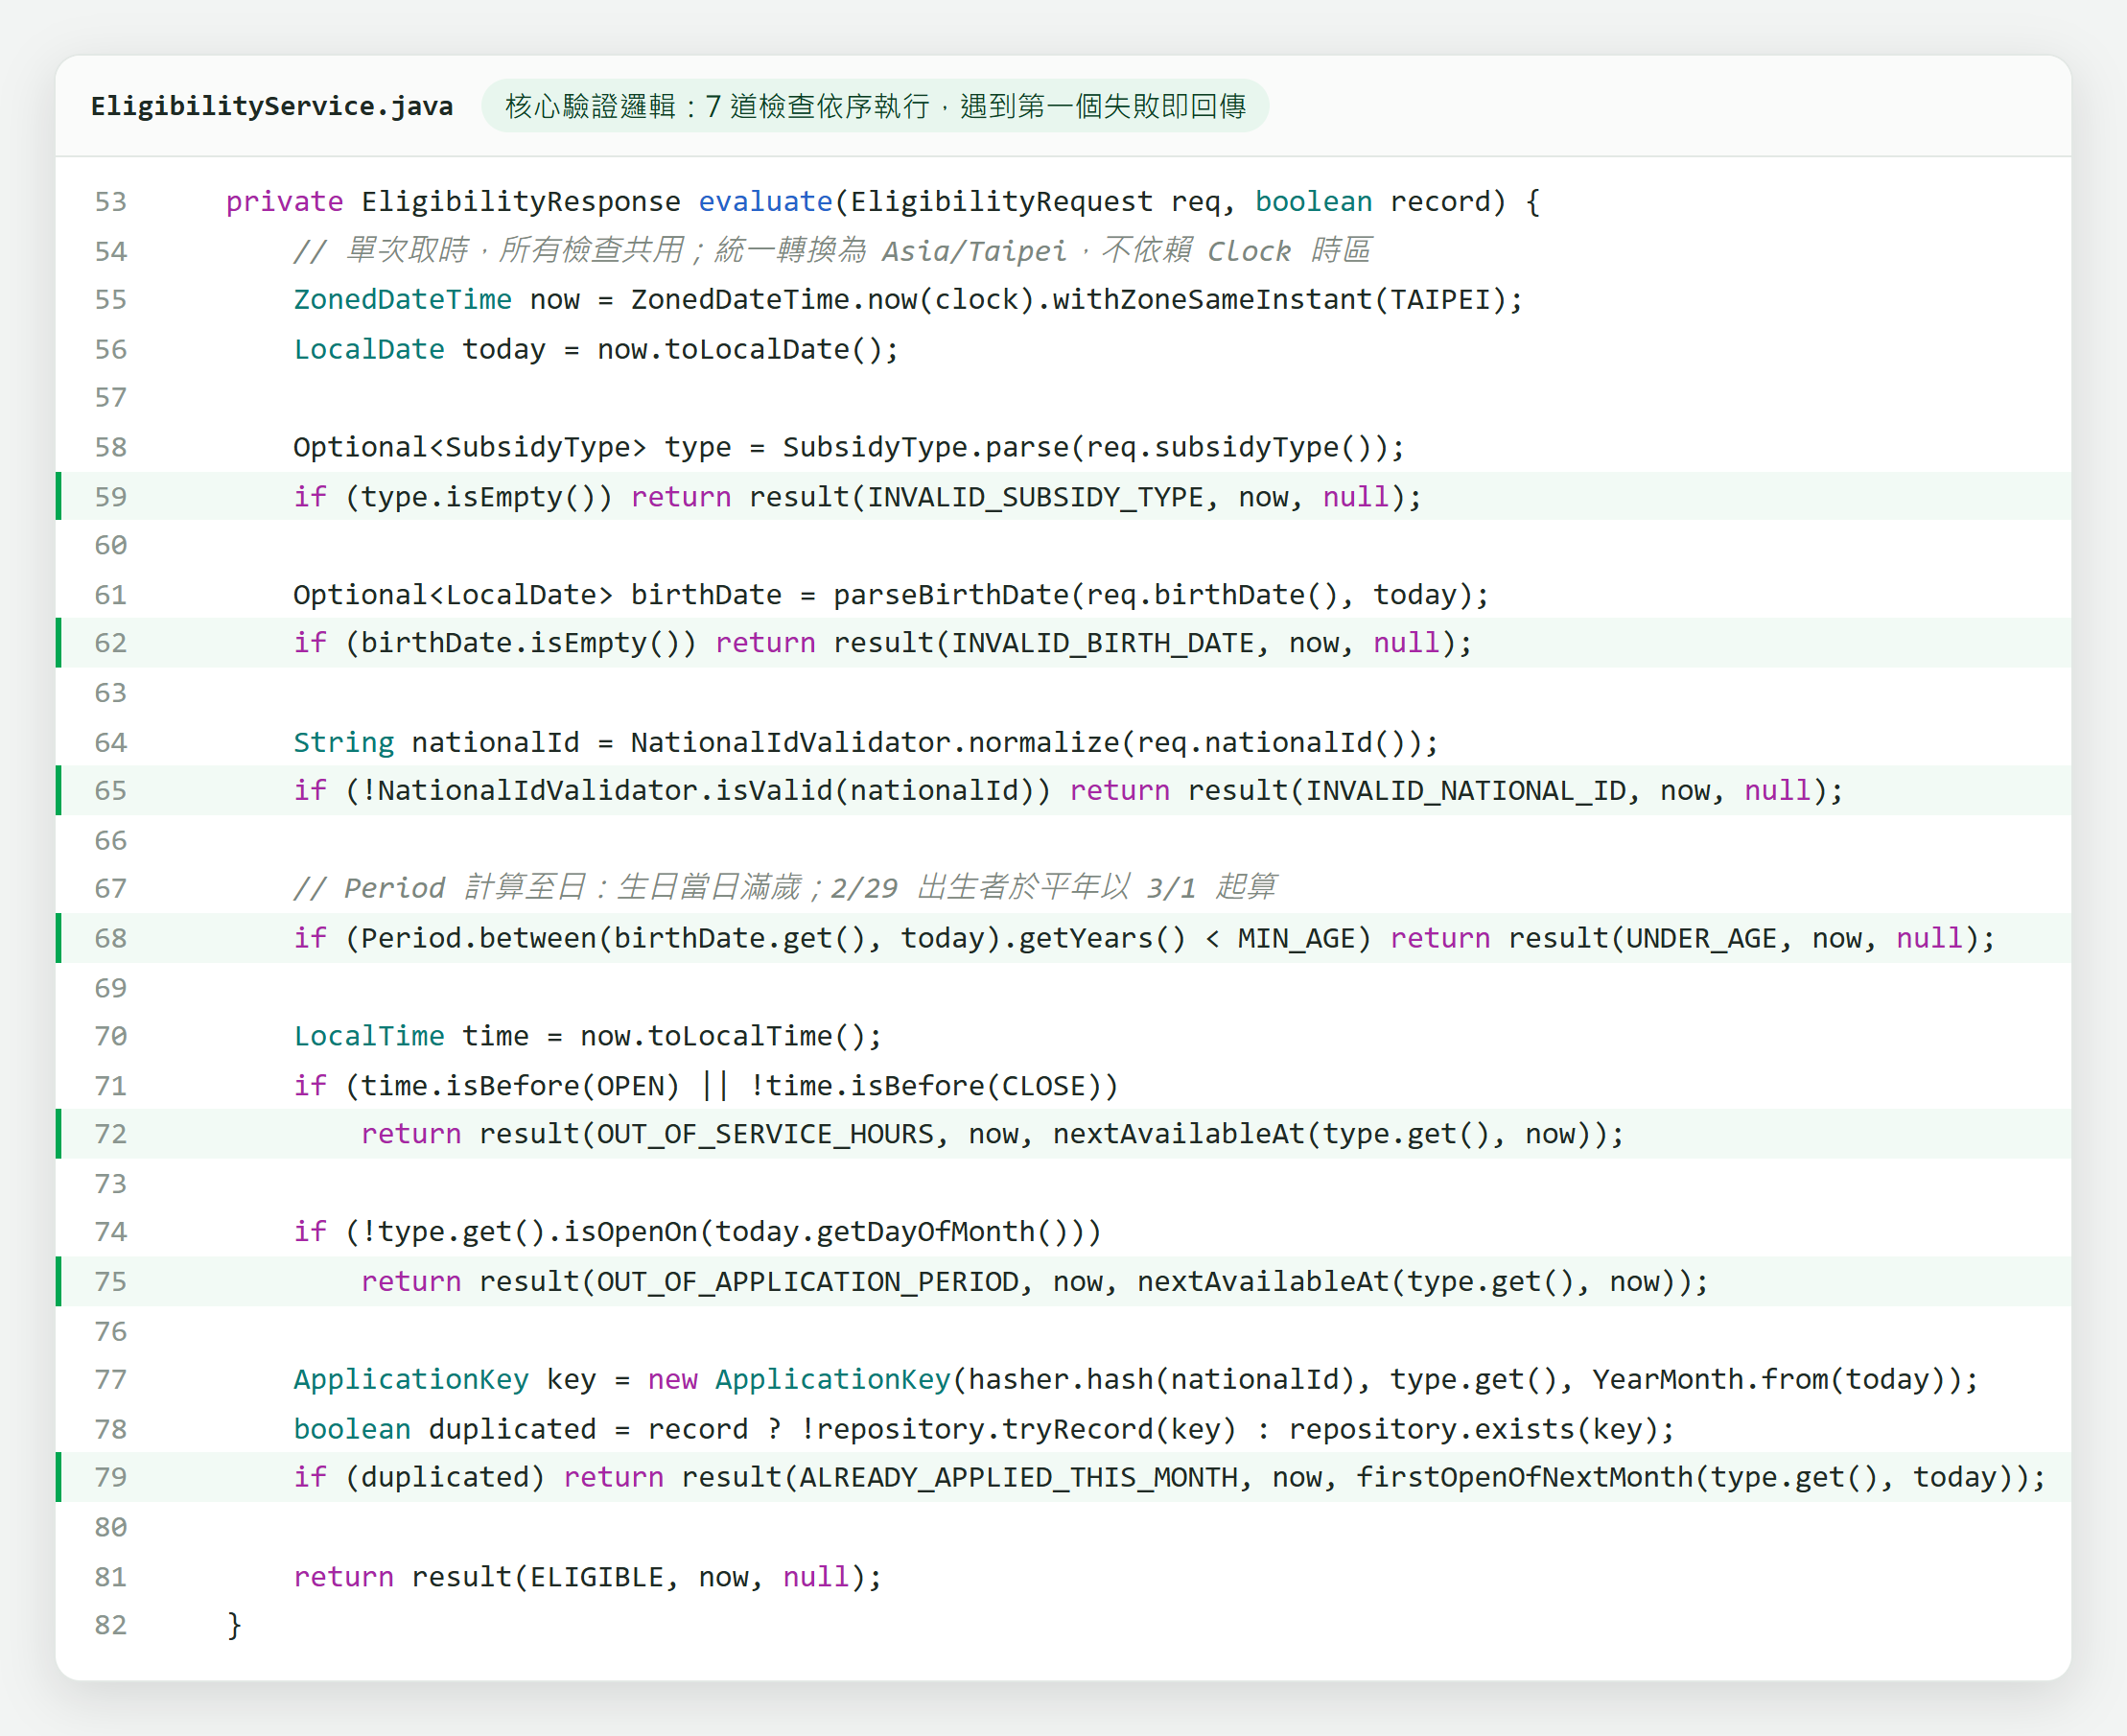 EligibilityService.java 核心驗證邏輯：7 道檢查依序執行，遇到第一個失敗即回傳
53 private EligibilityResponse evaluate(EligibilityRequest req, boolean record) {
54 // 單次取時，所有檢查共用；統一轉換為 Asia/Taipei，不依賴 Clock 時區
55 ZonedDateTime now = ZonedDateTime.now(clock).withZoneSameInstant(TAIPEI);
56 LocalDate today = now.toLocalDate();
57
58 Optional<SubsidyType> type = SubsidyType.parse(req.subsidyType());
59 if (type.isEmpty()) return result(INVALID_SUBSIDY_TYPE, now, null);
60
61 Optional<LocalDate> birthDate = parseBirthDate(req.birthDate(), today);
62 if (birthDate.isEmpty()) return result(INVALID_BIRTH_DATE, now, null);
63
64 String nationalId = NationalIdValidator.normalize(req.nationalId());
65 if (!NationalIdValidator.isValid(nationalId)) return result(INVALID_NATIONAL_ID, now, null);
66
67 // Period 計算至日：生日當日滿歲；2/29 出生者於平年以 3/1 起算
68 if (Period.between(birthDate.get(), today).getYears() < MIN_AGE) return result(UNDER_AGE, now, null);
69
70 LocalTime time = now.toLocalTime();
71 if (time.isBefore(OPEN) || !time.isBefore(CLOSE))
72 return result(OUT_OF_SERVICE_HOURS, now, nextAvailableAt(type.get(), now));
73
74 if (!type.get().isOpenOn(today.getDayOfMonth()))
75 return result(OUT_OF_APPLICATION_PERIOD, now, nextAvailableAt(type.get(), now));
76
77 ApplicationKey key = new ApplicationKey(hasher.hash(nationalId), type.get(), YearMonth.from(today));
78 boolean duplicated = record ? !repository.tryRecord(key) : repository.exists(key);
79 if (duplicated) return result(ALREADY_APPLIED_THIS_MONTH, now, firstOpenOfNextMonth(type.get(), today));
80
81 return result(ELIGIBLE, now, null);
82 }